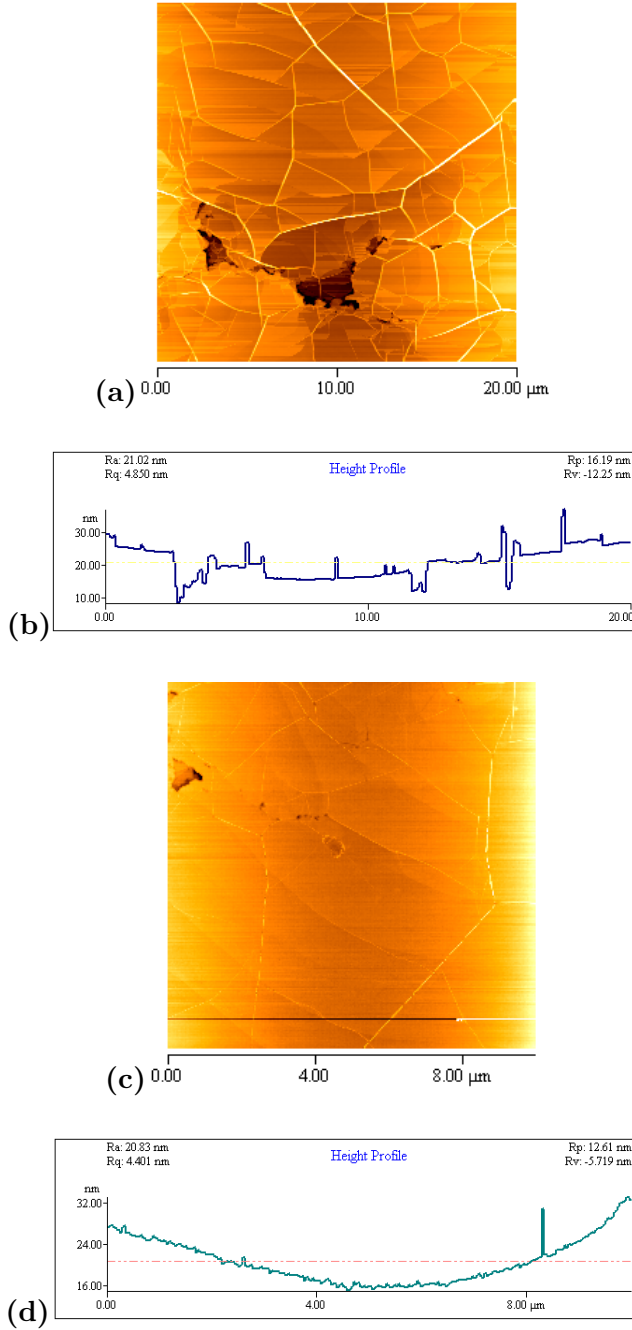 (a) 0.00 10.00 20.00 μm
Ra: 21.02 nm Height Profile Rp: 16.19 nm
Rq: 4.850 nm Rv: -12.25 nm
nm
30.00
20.00
10.00
(b) 0.00 10.00 20.00
(c) 0.00 4.00 8.00 μm
Ra: 20.83 nm Height Profile Rp: 12.61 nm
Rq: 4.401 nm Rv: -5.719 nm
nm
32.00
24.00
16.00
(d) 0.00 4.00 8.00 μm